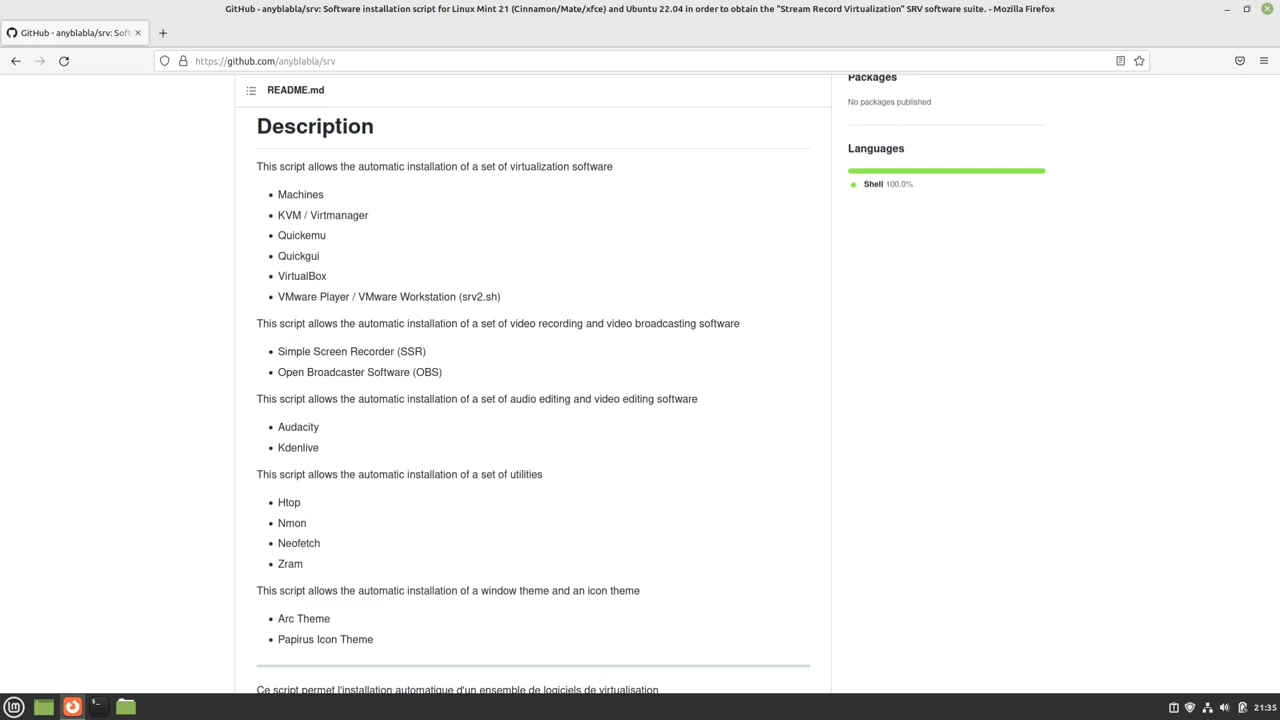 GitHub - anyblabla/srv: Software installation script for Linux Mint 21 (Cinnamon/Mate/xfce) and Ubuntu 22.04 in order to obtain the "Stream Record Virtualization" SRV software suite. - Mozilla Firefox
GitHub - anyblabla/srv: Soft
https://github.com/anyblabla/srv
README.md
Description
This script allows the automatic installation of a set of virtualization software
Machines
KVM / Virtmanager
Quickemu
Quickgui
VirtualBox
VMware Player / VMware Workstation (srv2.sh)
This script allows the automatic installation of a set of video recording and video broadcasting software
Simple Screen Recorder (SSR)
Open Broadcaster Software (OBS)
This script allows the automatic installation of a set of audio editing and video editing software
Audacity
Kdenlive
This script allows the automatic installation of a set of utilities
Htop
Nmon
Neofetch
Zram
This script allows the automatic installation of a window theme and an icon theme
Arc Theme
Papirus Icon Theme
Ce script permet l'installation automatique d'un ensemble de logiciels de virtualisation
Packages
No packages published
Languages
Shell 100.0%
21:35